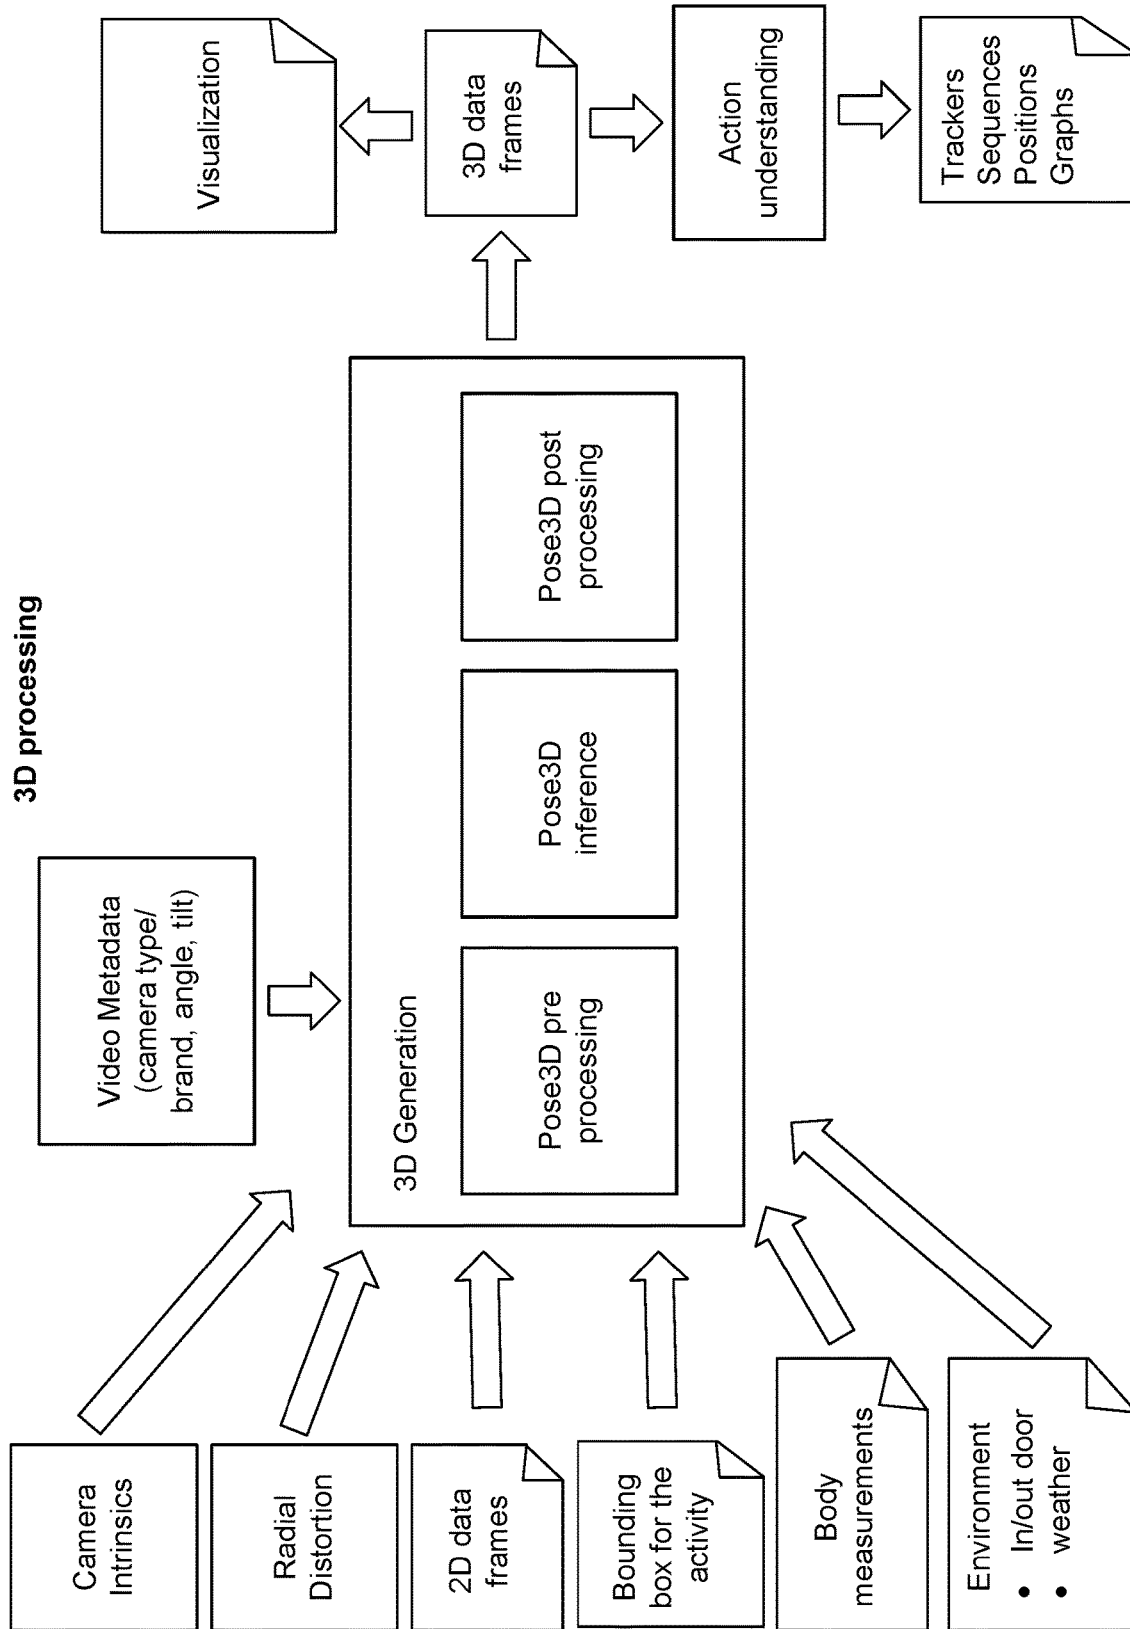 3D processing
Camera
Intrinsics
Radial
Distortion
2D data
frames
Bounding
box for the
activity
Body
measurements
Environment
• In/out door
• weather
Video Metadata
(camera type/
brand, angle, tilt)
3D Generation
Pose3D pre
processing
Pose3D
inference
Pose3D post
processing
Visualization
3D data
frames
Action
understanding
Trackers
Sequences
Positions
Graphs